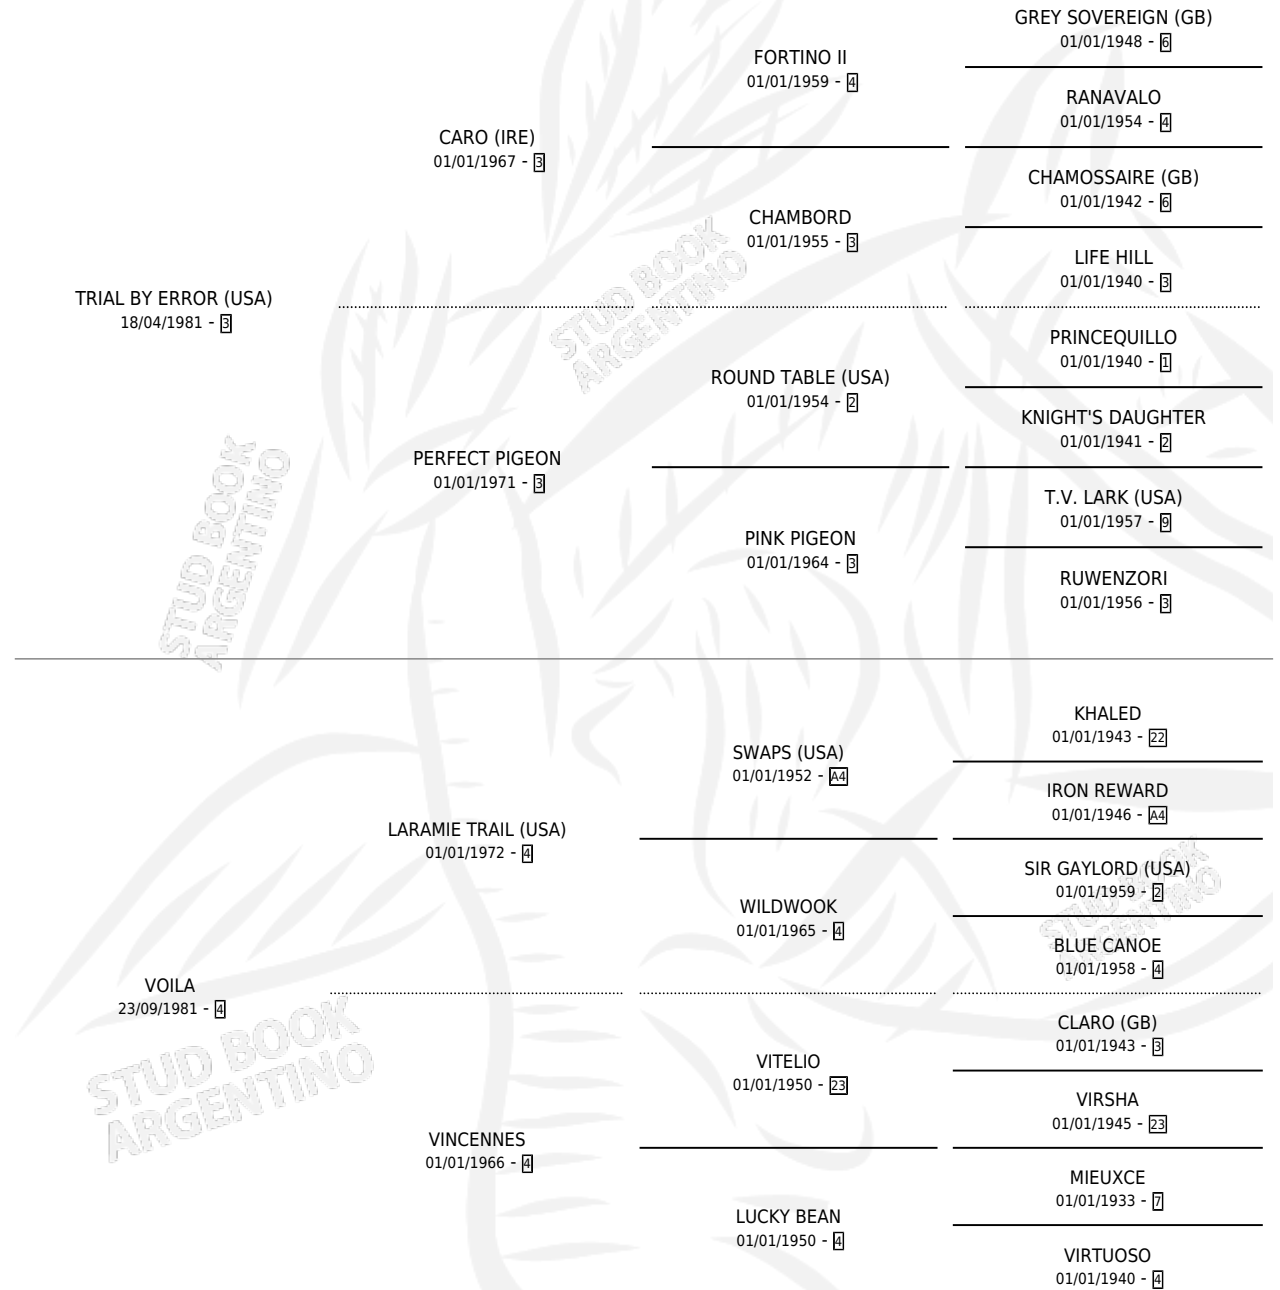 GREY SOVEREIGN (GB)
01/01/1948 - 6
FORTINO II
01/01/1959 - 4
RANAVALO
01/01/1954 - 4
CARO (IRE)
01/01/1967 - 3
CHAMOSSAIRE (GB)
01/01/1942 - 6
CHAMBORD
01/01/1955 - 3
LIFE HILL
01/01/1940 - 3
TRIAL BY ERROR (USA)
18/04/1981 - 3
PRINCEQUILLO
01/01/1940 - 1
ROUND TABLE (USA)
01/01/1954 - 2
KNIGHT'S DAUGHTER
01/01/1941 - 2
PERFECT PIGEON
01/01/1971 - 3
T.V. LARK (USA)
01/01/1957 - 9
PINK PIGEON
01/01/1964 - 3
RUWENZORI
01/01/1956 - 3
KHALED
01/01/1943 - 22
SWAPS (USA)
01/01/1952 - A4
IRON REWARD
01/01/1946 - A4
LARAMIE TRAIL (USA)
01/01/1972 - 4
SIR GAYLORD (USA)
01/01/1959 - 2
WILDWOOK
01/01/1965 - 4
BLUE CANOE
01/01/1958 - 4
VOILA
23/09/1981 - 4
CLARO (GB)
01/01/1943 - 3
VITELIO
01/01/1950 - 23
VIRSHA
01/01/1945 - 23
VINCENNES
01/01/1966 - 4
MIEUXCE
01/01/1933 - 7
LUCKY BEAN
01/01/1950 - 4
VIRTUOSO
01/01/1940 - 4
STUD BOOK
ARGENTINO
STUD BOOK
ARGENTINO
STUD BOOK
ARGENTINO
STUD BOOK
ARGENTINO